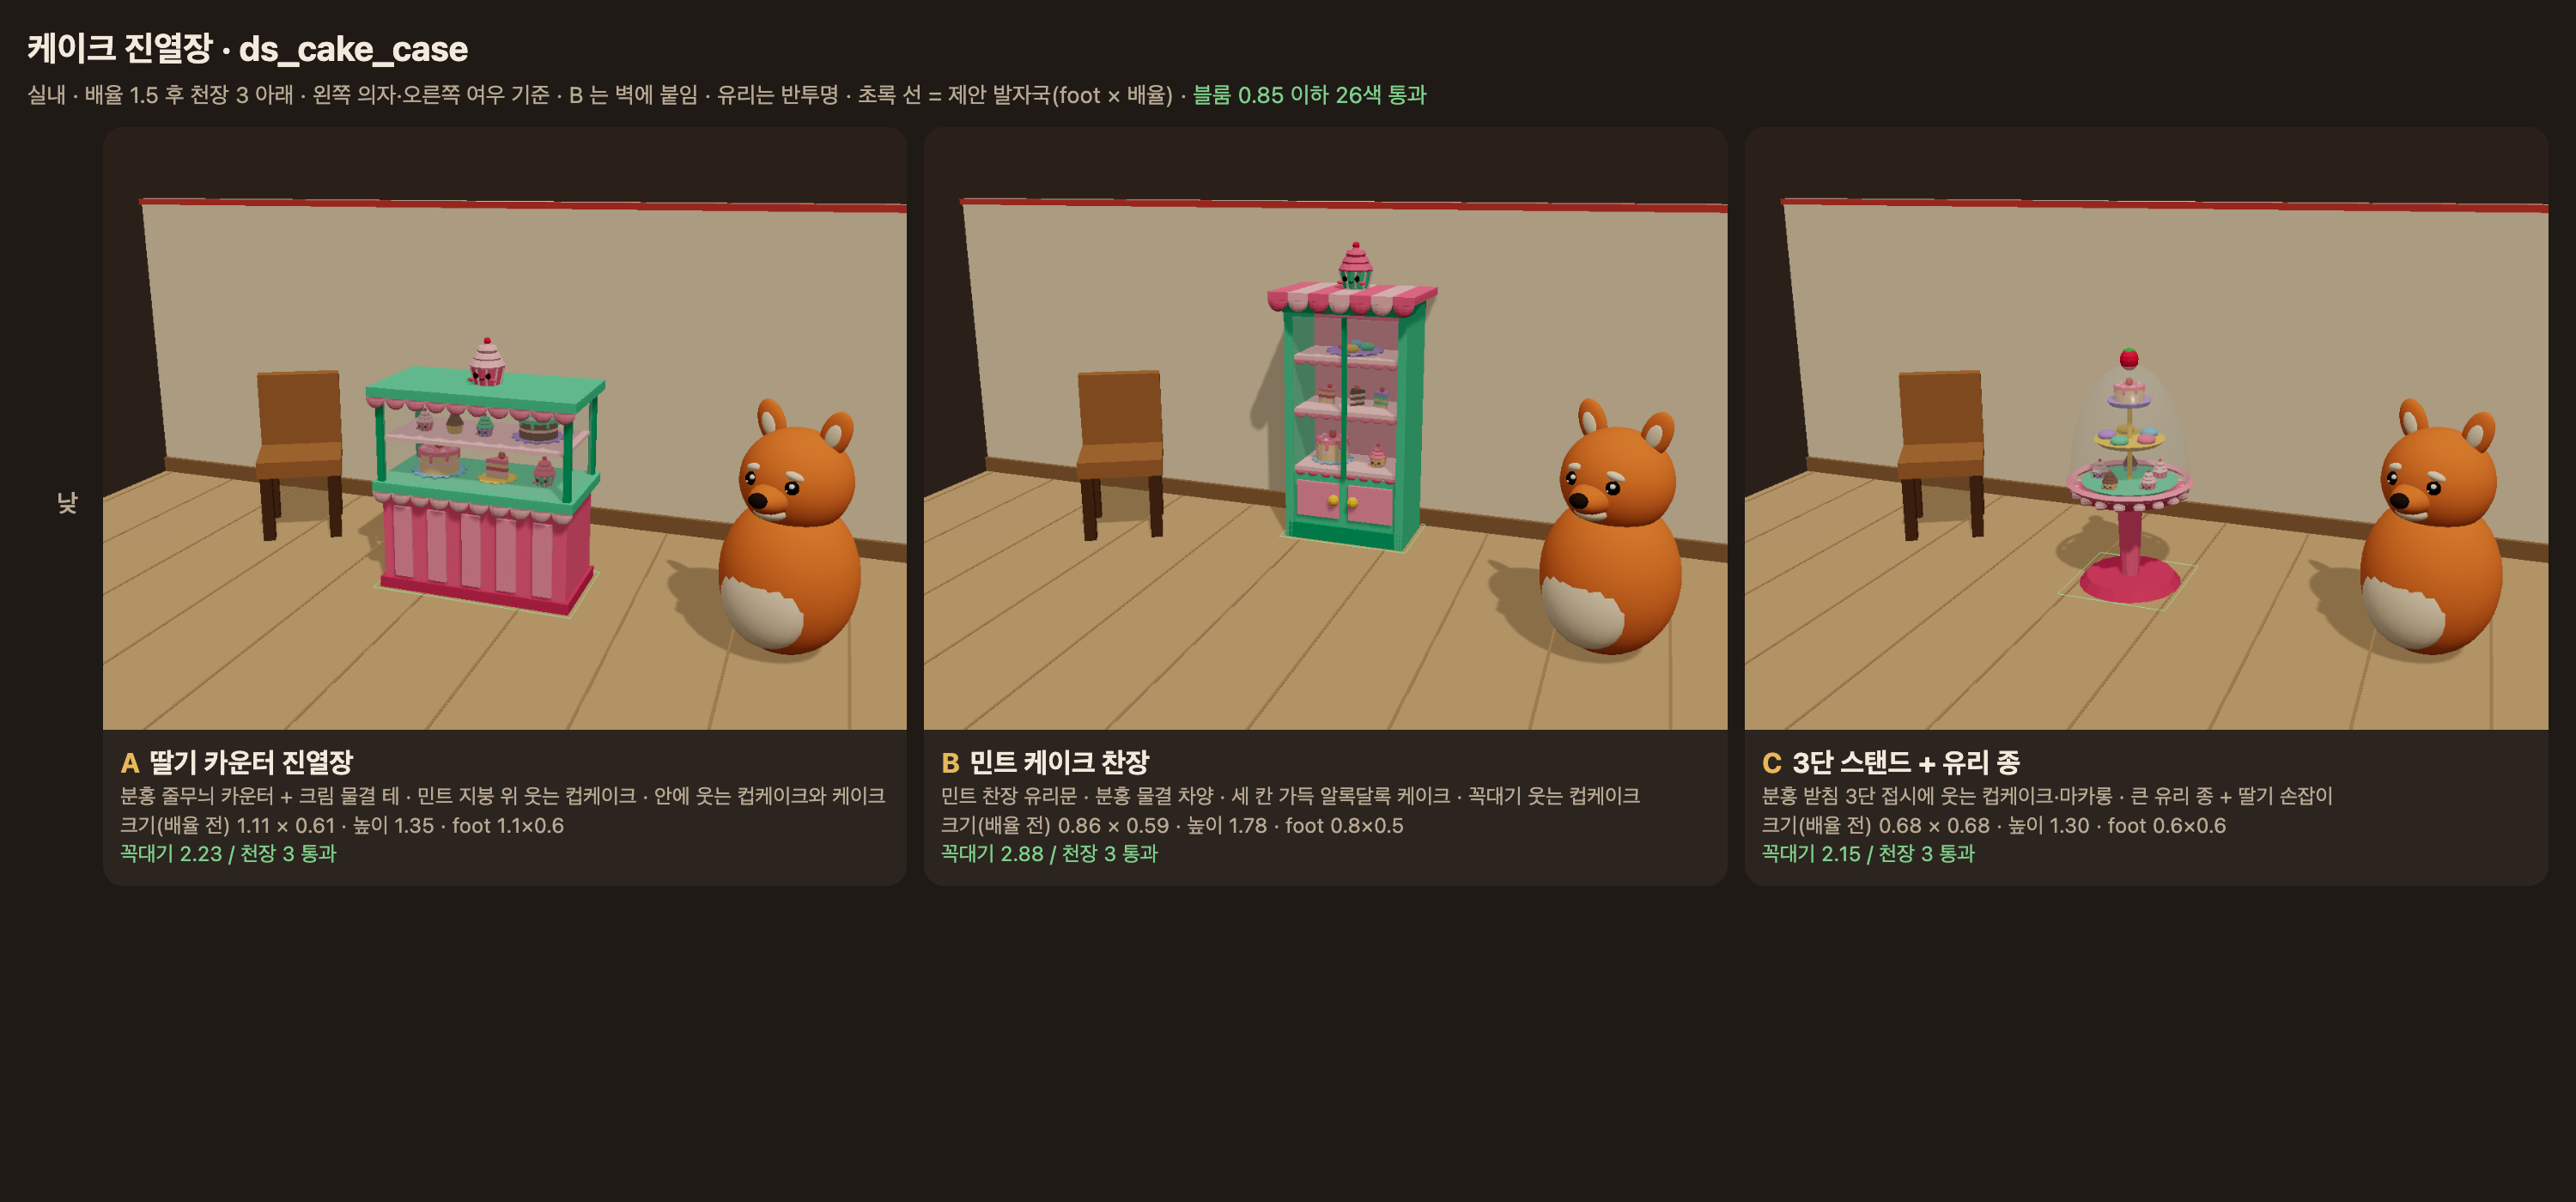 케이크 진열장 · ds_cake_case
실내 · 배율 1.5 후 천장 3 아래 · 왼쪽 의자·오른쪽 여우 기준 · B 는 벽에 붙임 · 유리는 반투명 · 초록 선 = 제안 발자국(foot × 배율) · 블룸 0.85 이하 26색 통과
낮
A 딸기 카운터 진열장
분홍 줄무늬 카운터 + 크림 물결 테 · 민트 지붕 위 웃는 컵케이크 · 안에 웃는 컵케이크와 케이크
크기(배율 전) 1.11 × 0.61 · 높이 1.35 · foot 1.1×0.6
꼭대기 2.23 / 천장 3 통과
B 민트 케이크 찬장
민트 찬장 유리문 · 분홍 물결 차양 · 세 칸 가득 알록달록 케이크 · 꼭대기 웃는 컵케이크
크기(배율 전) 0.86 × 0.59 · 높이 1.78 · foot 0.8×0.5
꼭대기 2.88 / 천장 3 통과
C 3단 스탠드 + 유리 종
분홍 받침 3단 접시에 웃는 컵케이크·마카롱 · 큰 유리 종 + 딸기 손잡이
크기(배율 전) 0.68 × 0.68 · 높이 1.30 · foot 0.6×0.6
꼭대기 2.15 / 천장 3 통과